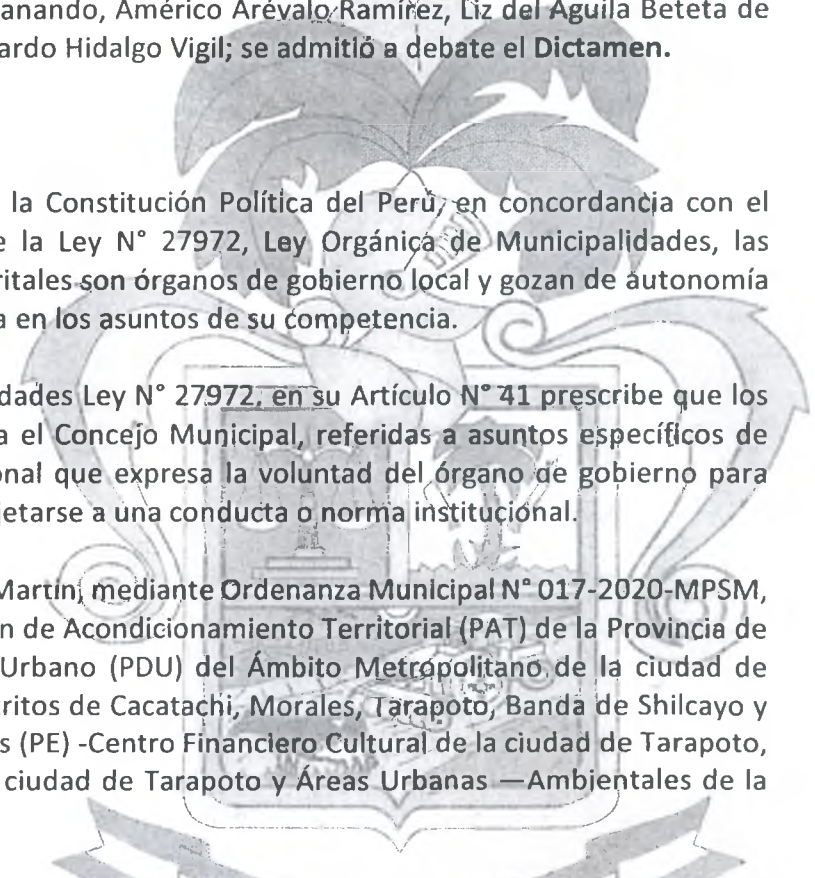 anando, Américo Arévalo Ramírez, Liz del Aguila Beteta de
ardo Hidalgo Vigil; se admitió a debate el Dictamen.
la Constitución Política del Perú, en concordancia con el
e la Ley N° 27972, Ley Orgánica de Municipalidades, las
ritales son órganos de gobierno local y gozan de autonomía
a en los asuntos de su competencia.
dades Ley N° 27972, en su Artículo N° 41 prescribe que los
a el Concejo Municipal, referidas a asuntos específicos de
onal que expresa la voluntad del órgano de gobierno para
jetarse a una conducta o norma institucional.
Martín, mediante Ordenanza Municipal N° 017-2020-MPSM,
n de Acondicionamiento Territorial (PAT) de la Provincia de
Urbano (PDU) del Ámbito Metropolitano de la ciudad de
tritos de Cacatachi, Morales, Tarapoto, Banda de Shilcayo y
s (PE) -Centro Financiero Cultural de la ciudad de Tarapoto,
ciudad de Tarapoto y Áreas Urbanas —Ambientales de la